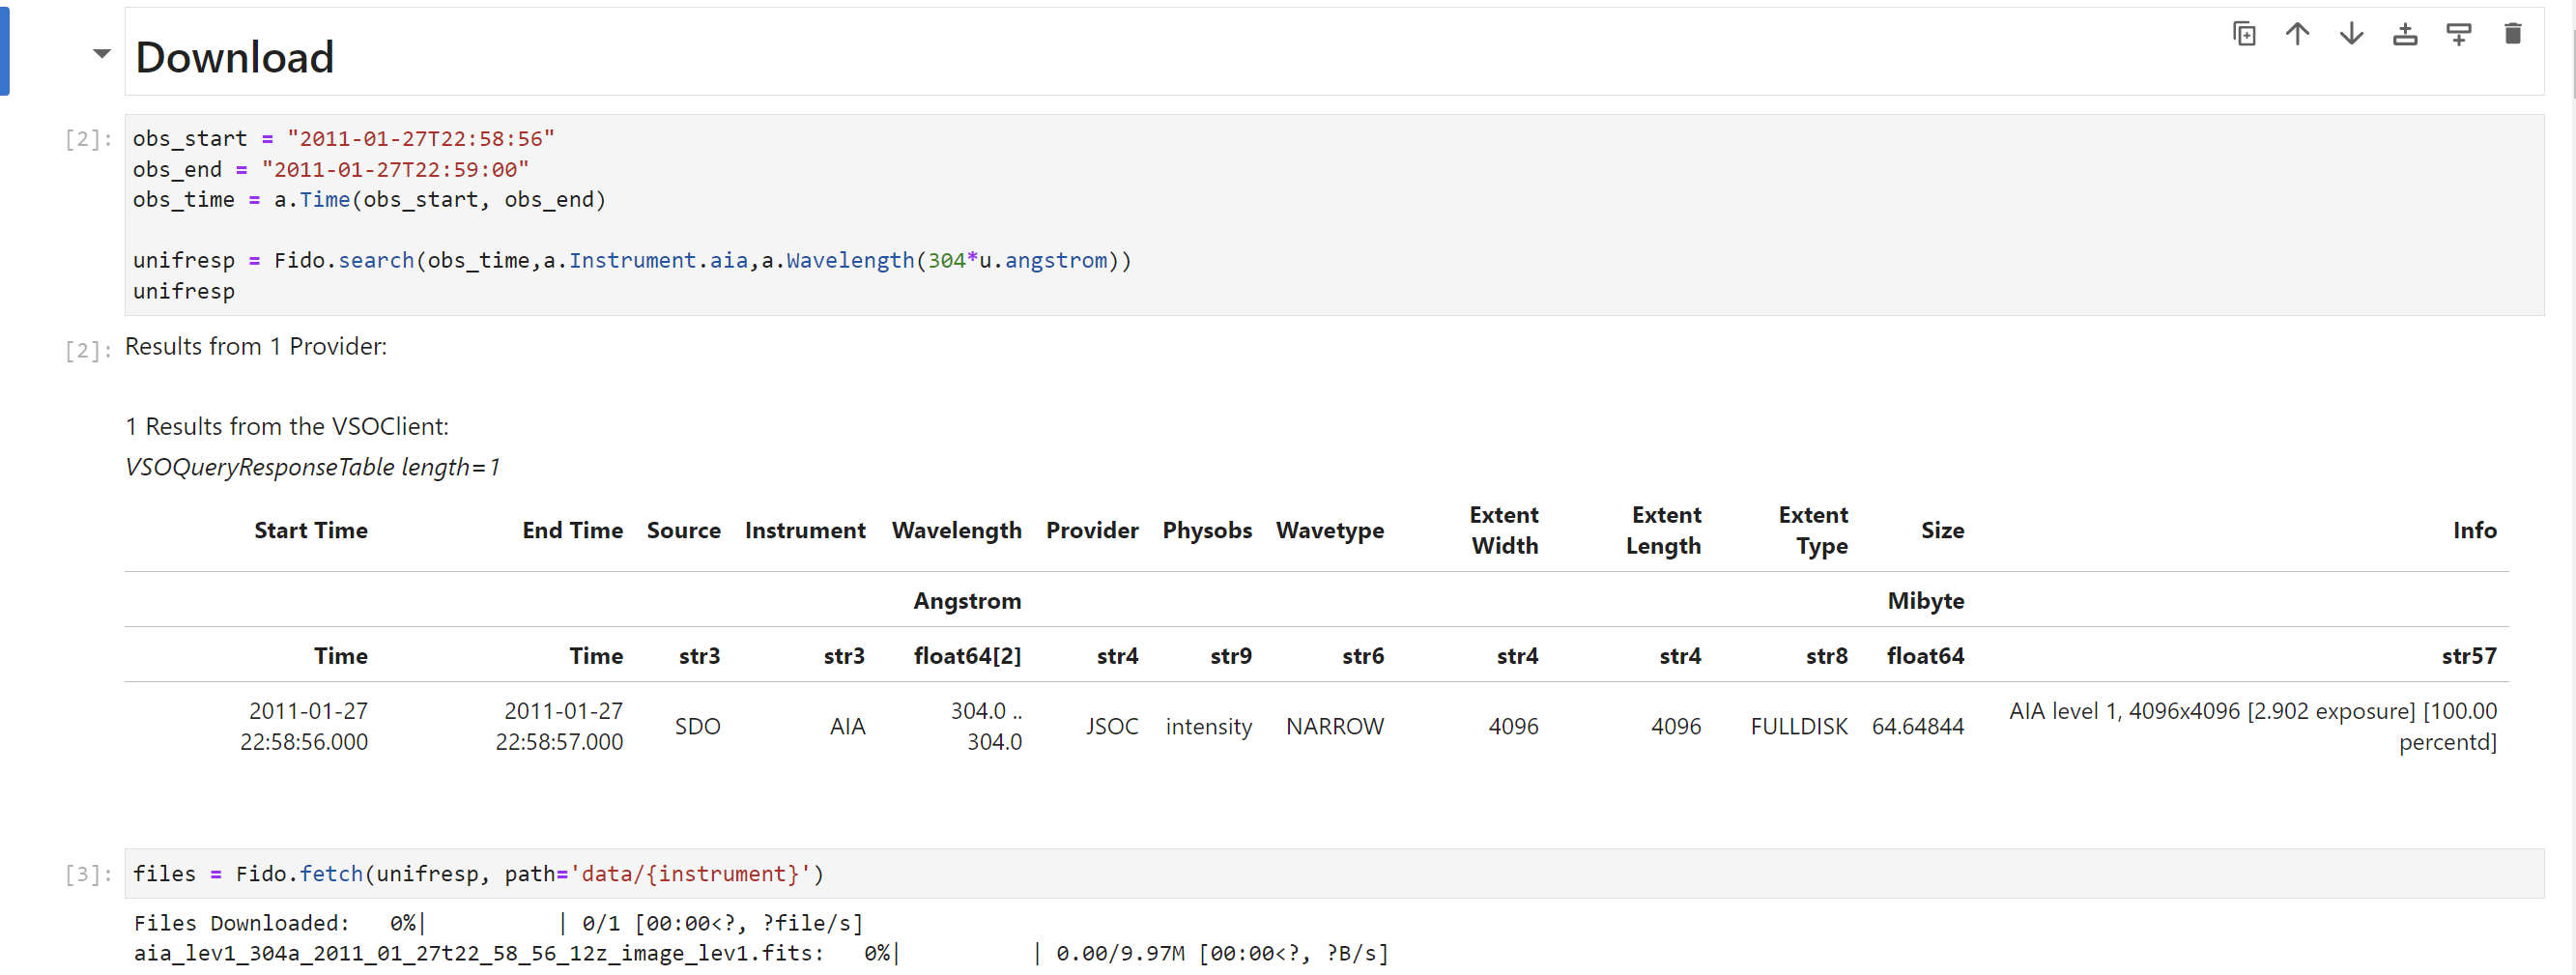 Download
[2]: obs_start = "2011-01-27T22:58:56"
obs_end = "2011-01-27T22:59:00"
obs_time = a.Time(obs_start, obs_end)
unifresp = Fido.search(obs_time,a.Instrument.aia,a.Wavelength(304*u.angstrom))
unifresp
[2]: Results from 1 Provider:
1 Results from the VSOClient:
VSOQueryResponseTable length=1
Start Time End Time Source Instrument Wavelength Provider Physobs Wavetype Extent Width Extent Length Extent Type Size Info
Angstrom Mibyte
Time Time str3 str3 float64[2] str4 str9 str6 str4 str4 str8 float64 str57
2011-01-27 22:58:56.000 2011-01-27 22:58:57.000 SDO AIA 304.0 .. 304.0 JSOC intensity NARROW 4096 4096 FULLDISK 64.64844 AIA level 1, 4096x4096 [2.902 exposure] [100.00 percentd]
[3]: files = Fido.fetch(unifresp, path='data/{instrument}')
Files Downloaded:   0%|          | 0/1 [00:00<?, ?file/s]
aia_lev1_304a_2011_01_27t22_58_56_12z_image_lev1.fits:   0%|          | 0.00/9.97M [00:00<?, ?B/s]